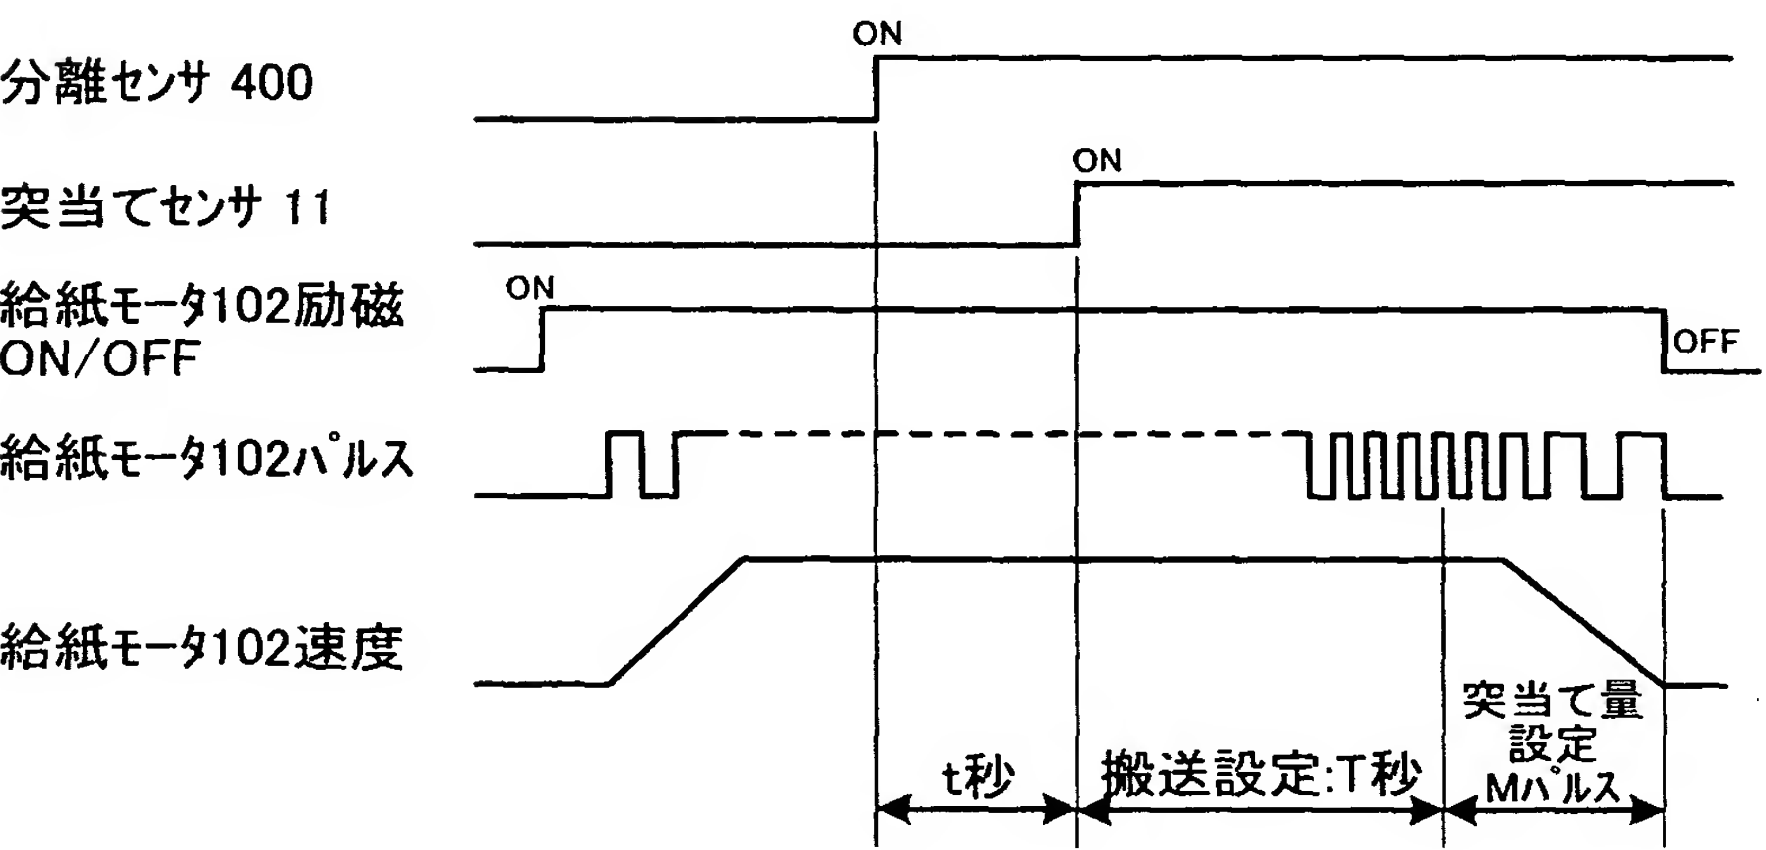 ON
分離センサ 400
ON
突当てセンサ 11
ON
給紙モータ102励磁
ON/OFF
OFF
給紙モータ102パルス
給紙モータ102速度
突当て量
設定
Mパルス
t秒
搬送設定:T秒